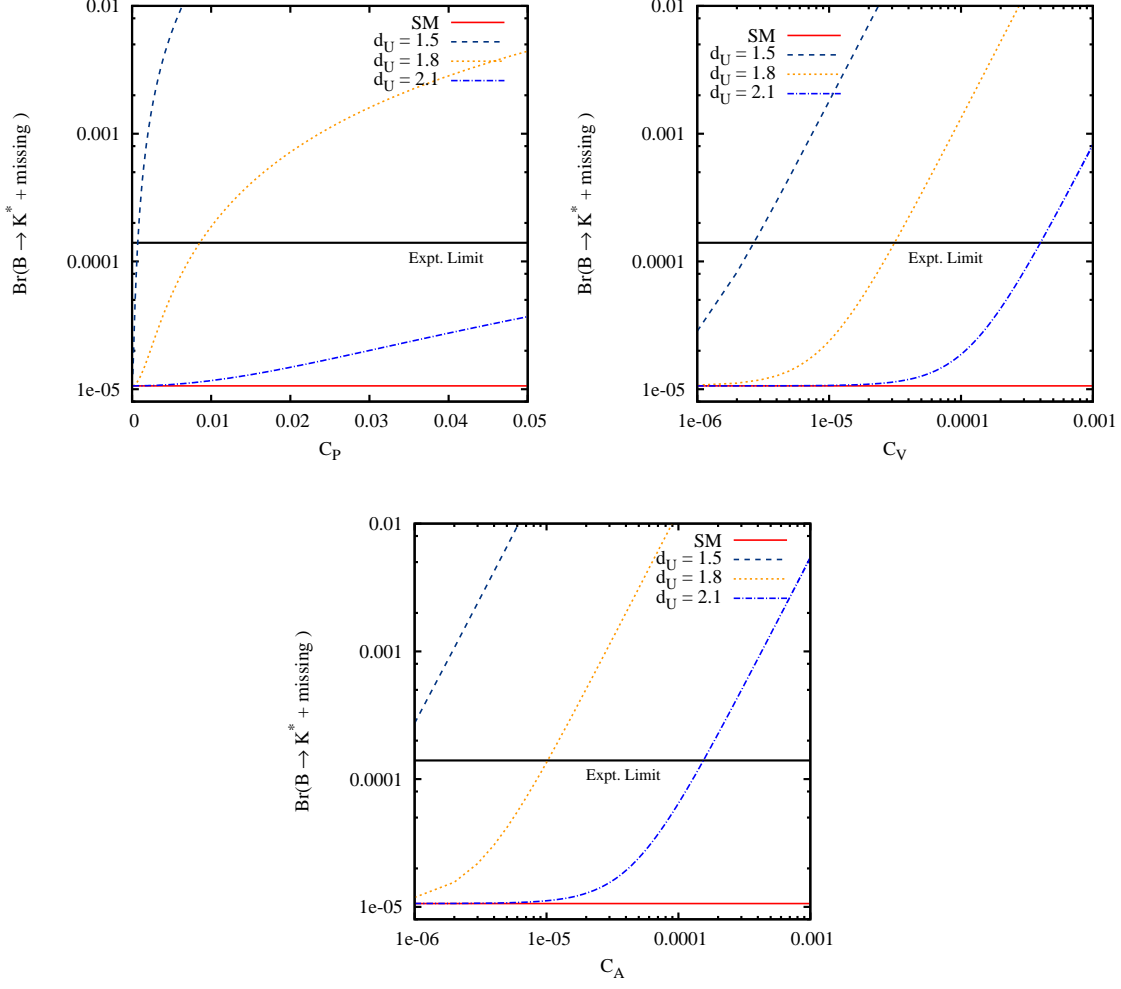 0.01
0.001
0.0001
1e-05
Br(B → K* + missing )
SM
d_U = 1.5
d_U = 1.8
d_U = 2.1
Expt. Limit
0 0.01 0.02 0.03 0.04 0.05
C_P
0.01
0.001
0.0001
1e-05
Br(B → K* + missing )
SM
d_U = 1.5
d_U = 1.8
d_U = 2.1
Expt. Limit
1e-06 1e-05 0.0001 0.001
C_V
0.01
0.001
0.0001
1e-05
Br(B → K* + missing )
SM
d_U = 1.5
d_U = 1.8
d_U = 2.1
Expt. Limit
1e-06 1e-05 0.0001 0.001
C_A